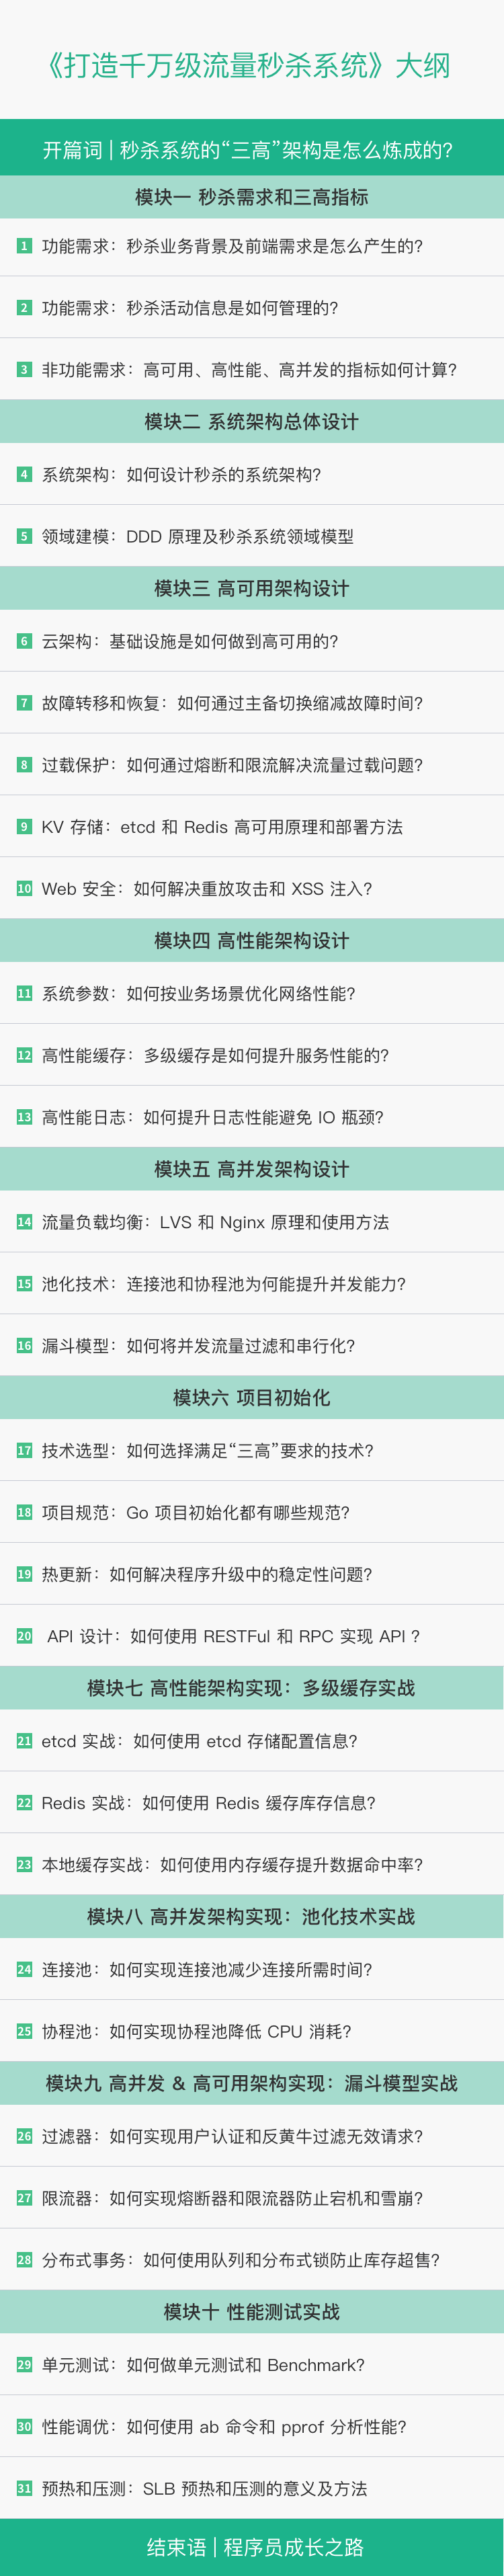 《打造千万级流量秒杀系统》大纲
开篇词 | 秒杀系统的“三高”架构是怎么炼成的?
模块一 秒杀需求和三高指标
1 功能需求：秒杀业务背景及前端需求是怎么产生的?
2 功能需求：秒杀活动信息是如何管理的?
3 非功能需求：高可用、高性能、高并发的指标如何计算?
模块二 系统架构总体设计
4 系统架构：如何设计秒杀的系统架构?
5 领域建模：DDD 原理及秒杀系统领域模型
模块三 高可用架构设计
6 云架构：基础设施是如何做到高可用的?
7 故障转移和恢复：如何通过主备切换缩减故障时间?
8 过载保护：如何通过熔断和限流解决流量过载问题?
9 KV 存储：etcd 和 Redis 高可用原理和部署方法
10 Web 安全：如何解决重放攻击和 XSS 注入?
模块四 高性能架构设计
11 系统参数：如何按业务场景优化网络性能?
12 高性能缓存：多级缓存是如何提升服务性能的?
13 高性能日志：如何提升日志性能避免 IO 瓶颈?
模块五 高并发架构设计
14 流量负载均衡：LVS 和 Nginx 原理和使用方法
15 池化技术：连接池和协程池为何能提升并发能力?
16 漏斗模型：如何将并发流量过滤和串行化?
模块六 项目初始化
17 技术选型：如何选择满足“三高”要求的技术?
18 项目规范：Go 项目初始化都有哪些规范?
19 热更新：如何解决程序升级中的稳定性问题?
20 API 设计：如何使用 RESTFul 和 RPC 实现 API ?
模块七 高性能架构实现：多级缓存实战
21 etcd 实战：如何使用 etcd 存储配置信息?
22 Redis 实战：如何使用 Redis 缓存库存信息?
23 本地缓存实战：如何使用内存缓存提升数据命中率?
模块八 高并发架构实现：池化技术实战
24 连接池：如何实现连接池减少连接所需时间?
25 协程池：如何实现协程池降低 CPU 消耗?
模块九 高并发 & 高可用架构实现：漏斗模型实战
26 过滤器：如何实现用户认证和反黄牛过滤无效请求?
27 限流器：如何实现熔断器和限流器防止宕机和雪崩?
28 分布式事务：如何使用队列和分布式锁防止库存超售?
模块十 性能测试实战
29 单元测试：如何做单元测试和 Benchmark?
30 性能调优：如何使用 ab 命令和 pprof 分析性能?
31 预热和压测：SLB 预热和压测的意义及方法
结束语 | 程序员成长之路